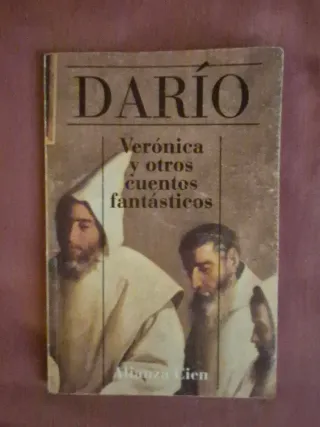 DARÍO
Verónica
y otros
cuentos
fantásticos
Alianza Cien